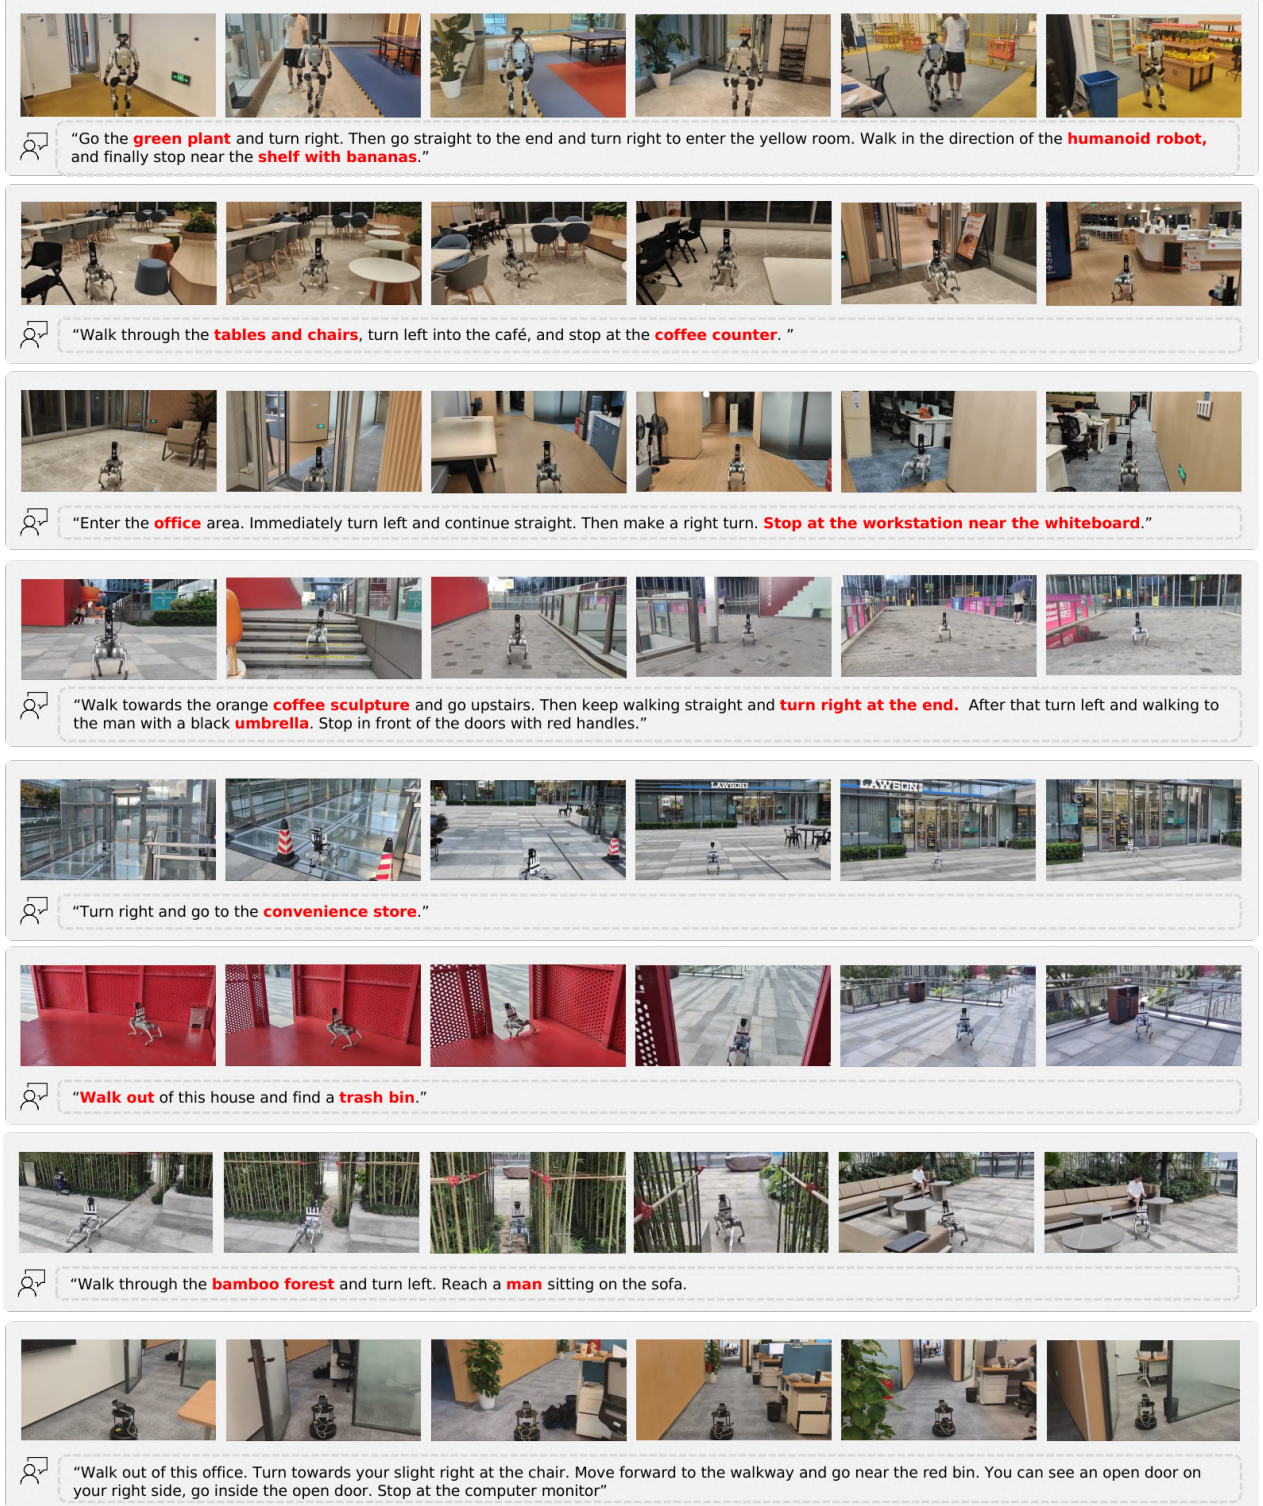 “Go the green plant and turn right. Then go straight to the end and turn right to enter the yellow room. Walk in the direction of the humanoid robot,
and finally stop near the shelf with bananas.”
“Walk through the tables and chairs, turn left into the café, and stop at the coffee counter. ”
“Enter the office area. Immediately turn left and continue straight. Then make a right turn. Stop at the workstation near the whiteboard.”
“Walk towards the orange coffee sculpture and go upstairs. Then keep walking straight and turn right at the end.  After that turn left and walking to
the man with a black umbrella. Stop in front of the doors with red handles.”
LAWSON
LAWSON
“Turn right and go to the convenience store.”
“Walk out of this house and find a trash bin.”
“Walk through the bamboo forest and turn left. Reach a man sitting on the sofa.
“Walk out of this office. Turn towards your slight right at the chair. Move forward to the walkway and go near the red bin. You can see an open door on
your right side, go inside the open door. Stop at the computer monitor”